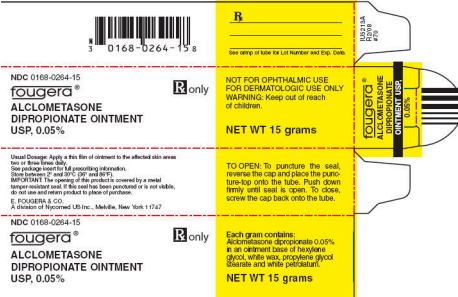 N
3 0168-0264-15 8
Rx
See crimp of tube for Lot Number and Exp. Date.
IU5213A
R2/08
#70
NDC 0168-0264-15
fougera®
Rx only
ALCLOMETASONE
DIPROPIONATE OINTMENT
USP, 0.05%
NOT FOR OPHTHALMIC USE
FOR DERMATOLOGIC USE ONLY
WARNING: Keep out of reach
of children.
NET WT 15 grams
fougera®
ALCLOMETASONE
DIPROPIONATE
OINTMENT USP,
0.05%
Usual Dosage: Apply a thin film of ointment to the affected skin areas
two or three times daily.
See package insert for full prescribing information.
Store between 2° and 30°C (36° and 86°F).
IMPORTANT: The opening of this product is covered by a metal
tamper-resistant seal. If this seal has been punctured or is not visible,
do not use and return product to place of purchase.
E. FOUGERA & CO.
A division of Nycomed US Inc., Melville, New York 11747
TO OPEN: To puncture the seal,
reverse the cap and place the punc-
ture-top onto the tube. Push down
firmly until seal is open. To close,
screw the cap back onto the tube.
NDC 0168-0264-15
fougera®
Rx only
ALCLOMETASONE
DIPROPIONATE OINTMENT
USP, 0.05%
Each gram contains:
Alclometasone dipropionate 0.05%
in an ointment base of hexylene
glycol, white wax, propylene glycol
stearate and white petrolatum.
NET WT 15 grams